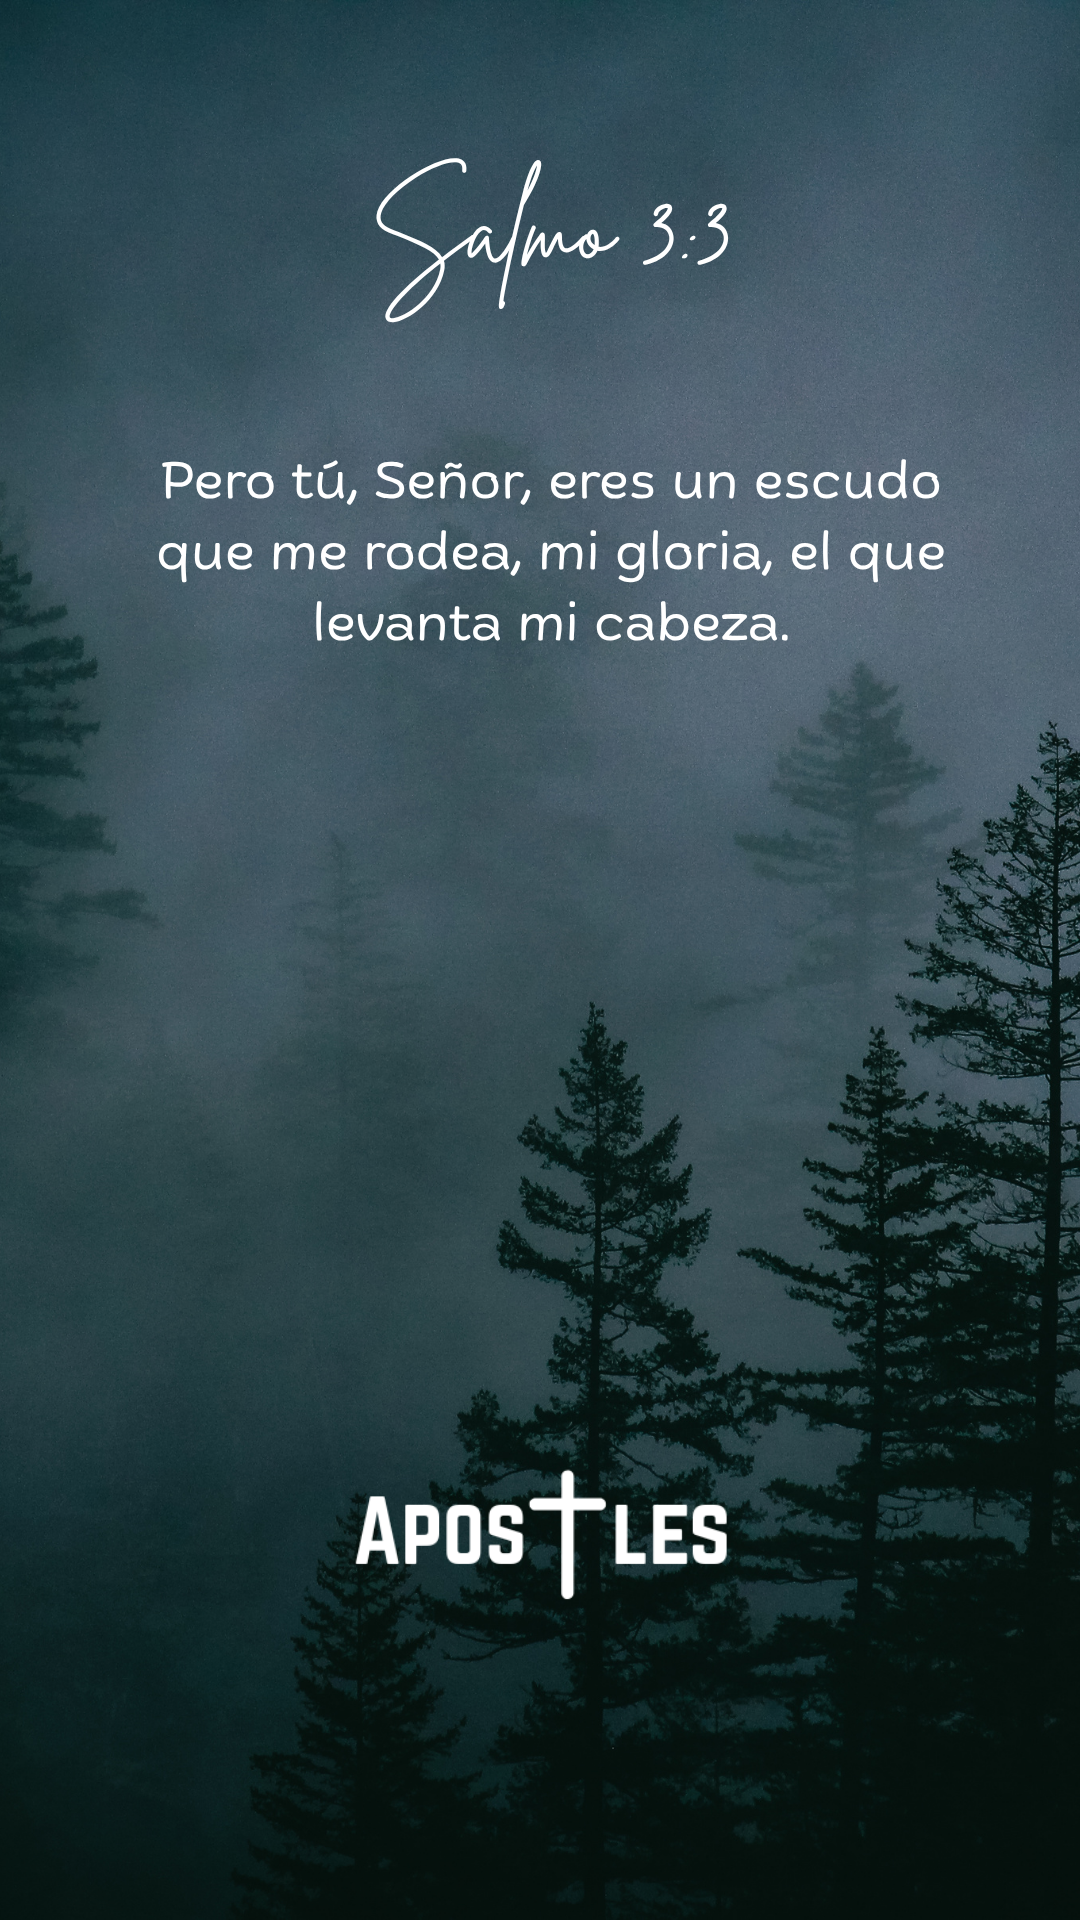 Salmo 3:3
Pero tú, Señor, eres un escudo
que me rodea, mi gloria, el que
levanta mi cabeza.
APOSTLES